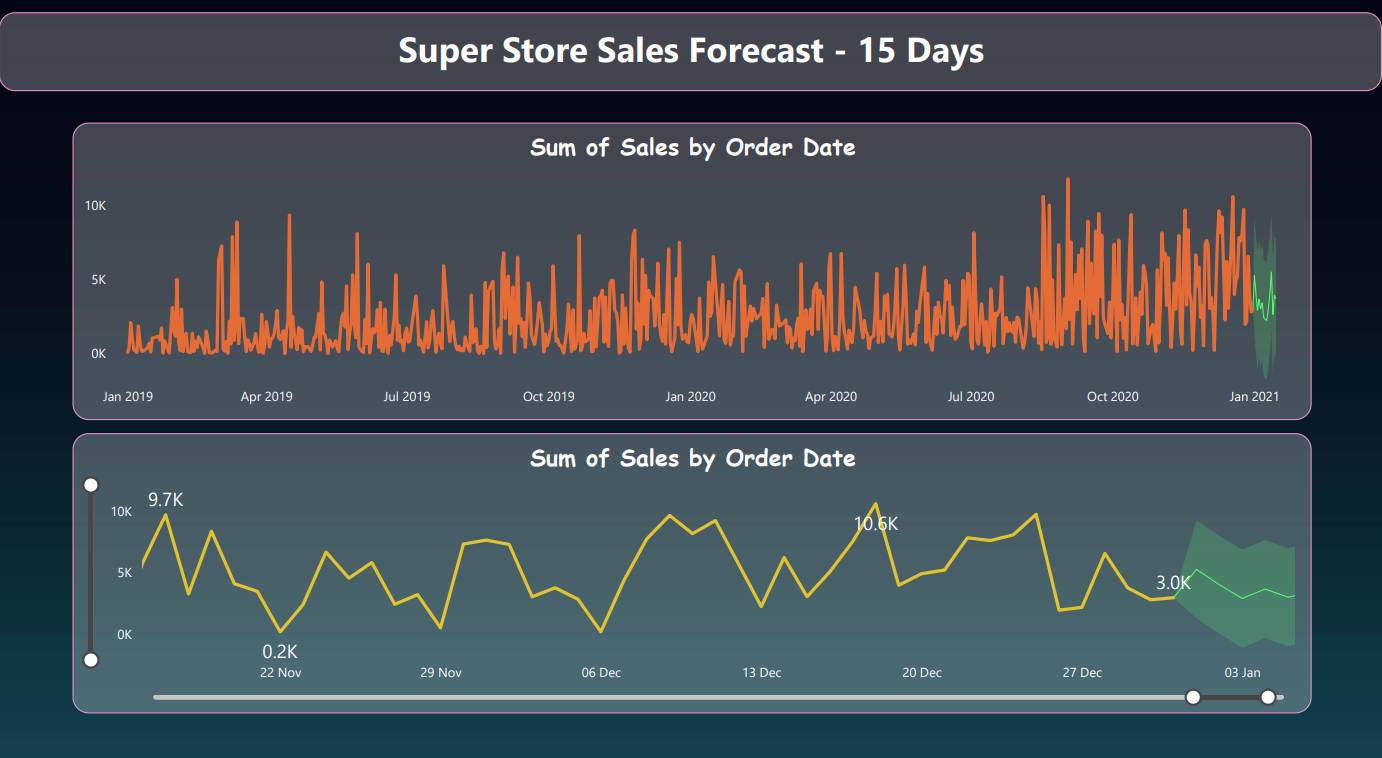 Super Store Sales Forecast - 15 Days
Sum of Sales by Order Date
10K
5K
0K
Jan 2019 Apr 2019 Jul 2019 Oct 2019 Jan 2020 Apr 2020 Jul 2020 Oct 2020 Jan 2021
Sum of Sales by Order Date
9.7K
10K
10.6K
5K
3.0K
0K
0.2K
22 Nov 29 Nov 06 Dec 13 Dec 20 Dec 27 Dec 03 Jan